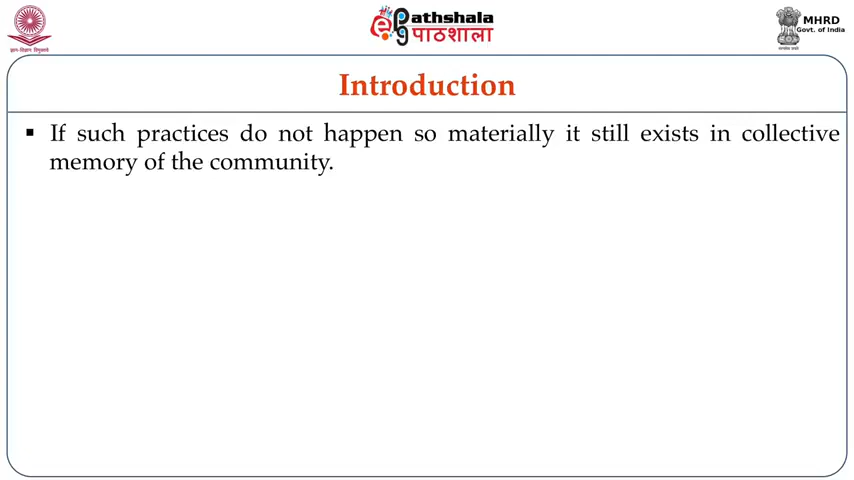 ePathshala
पाठशाला
MHRD
Govt. of India
Introduction
▪ If such practices do not happen so materially it still exists in collective
memory of the community.